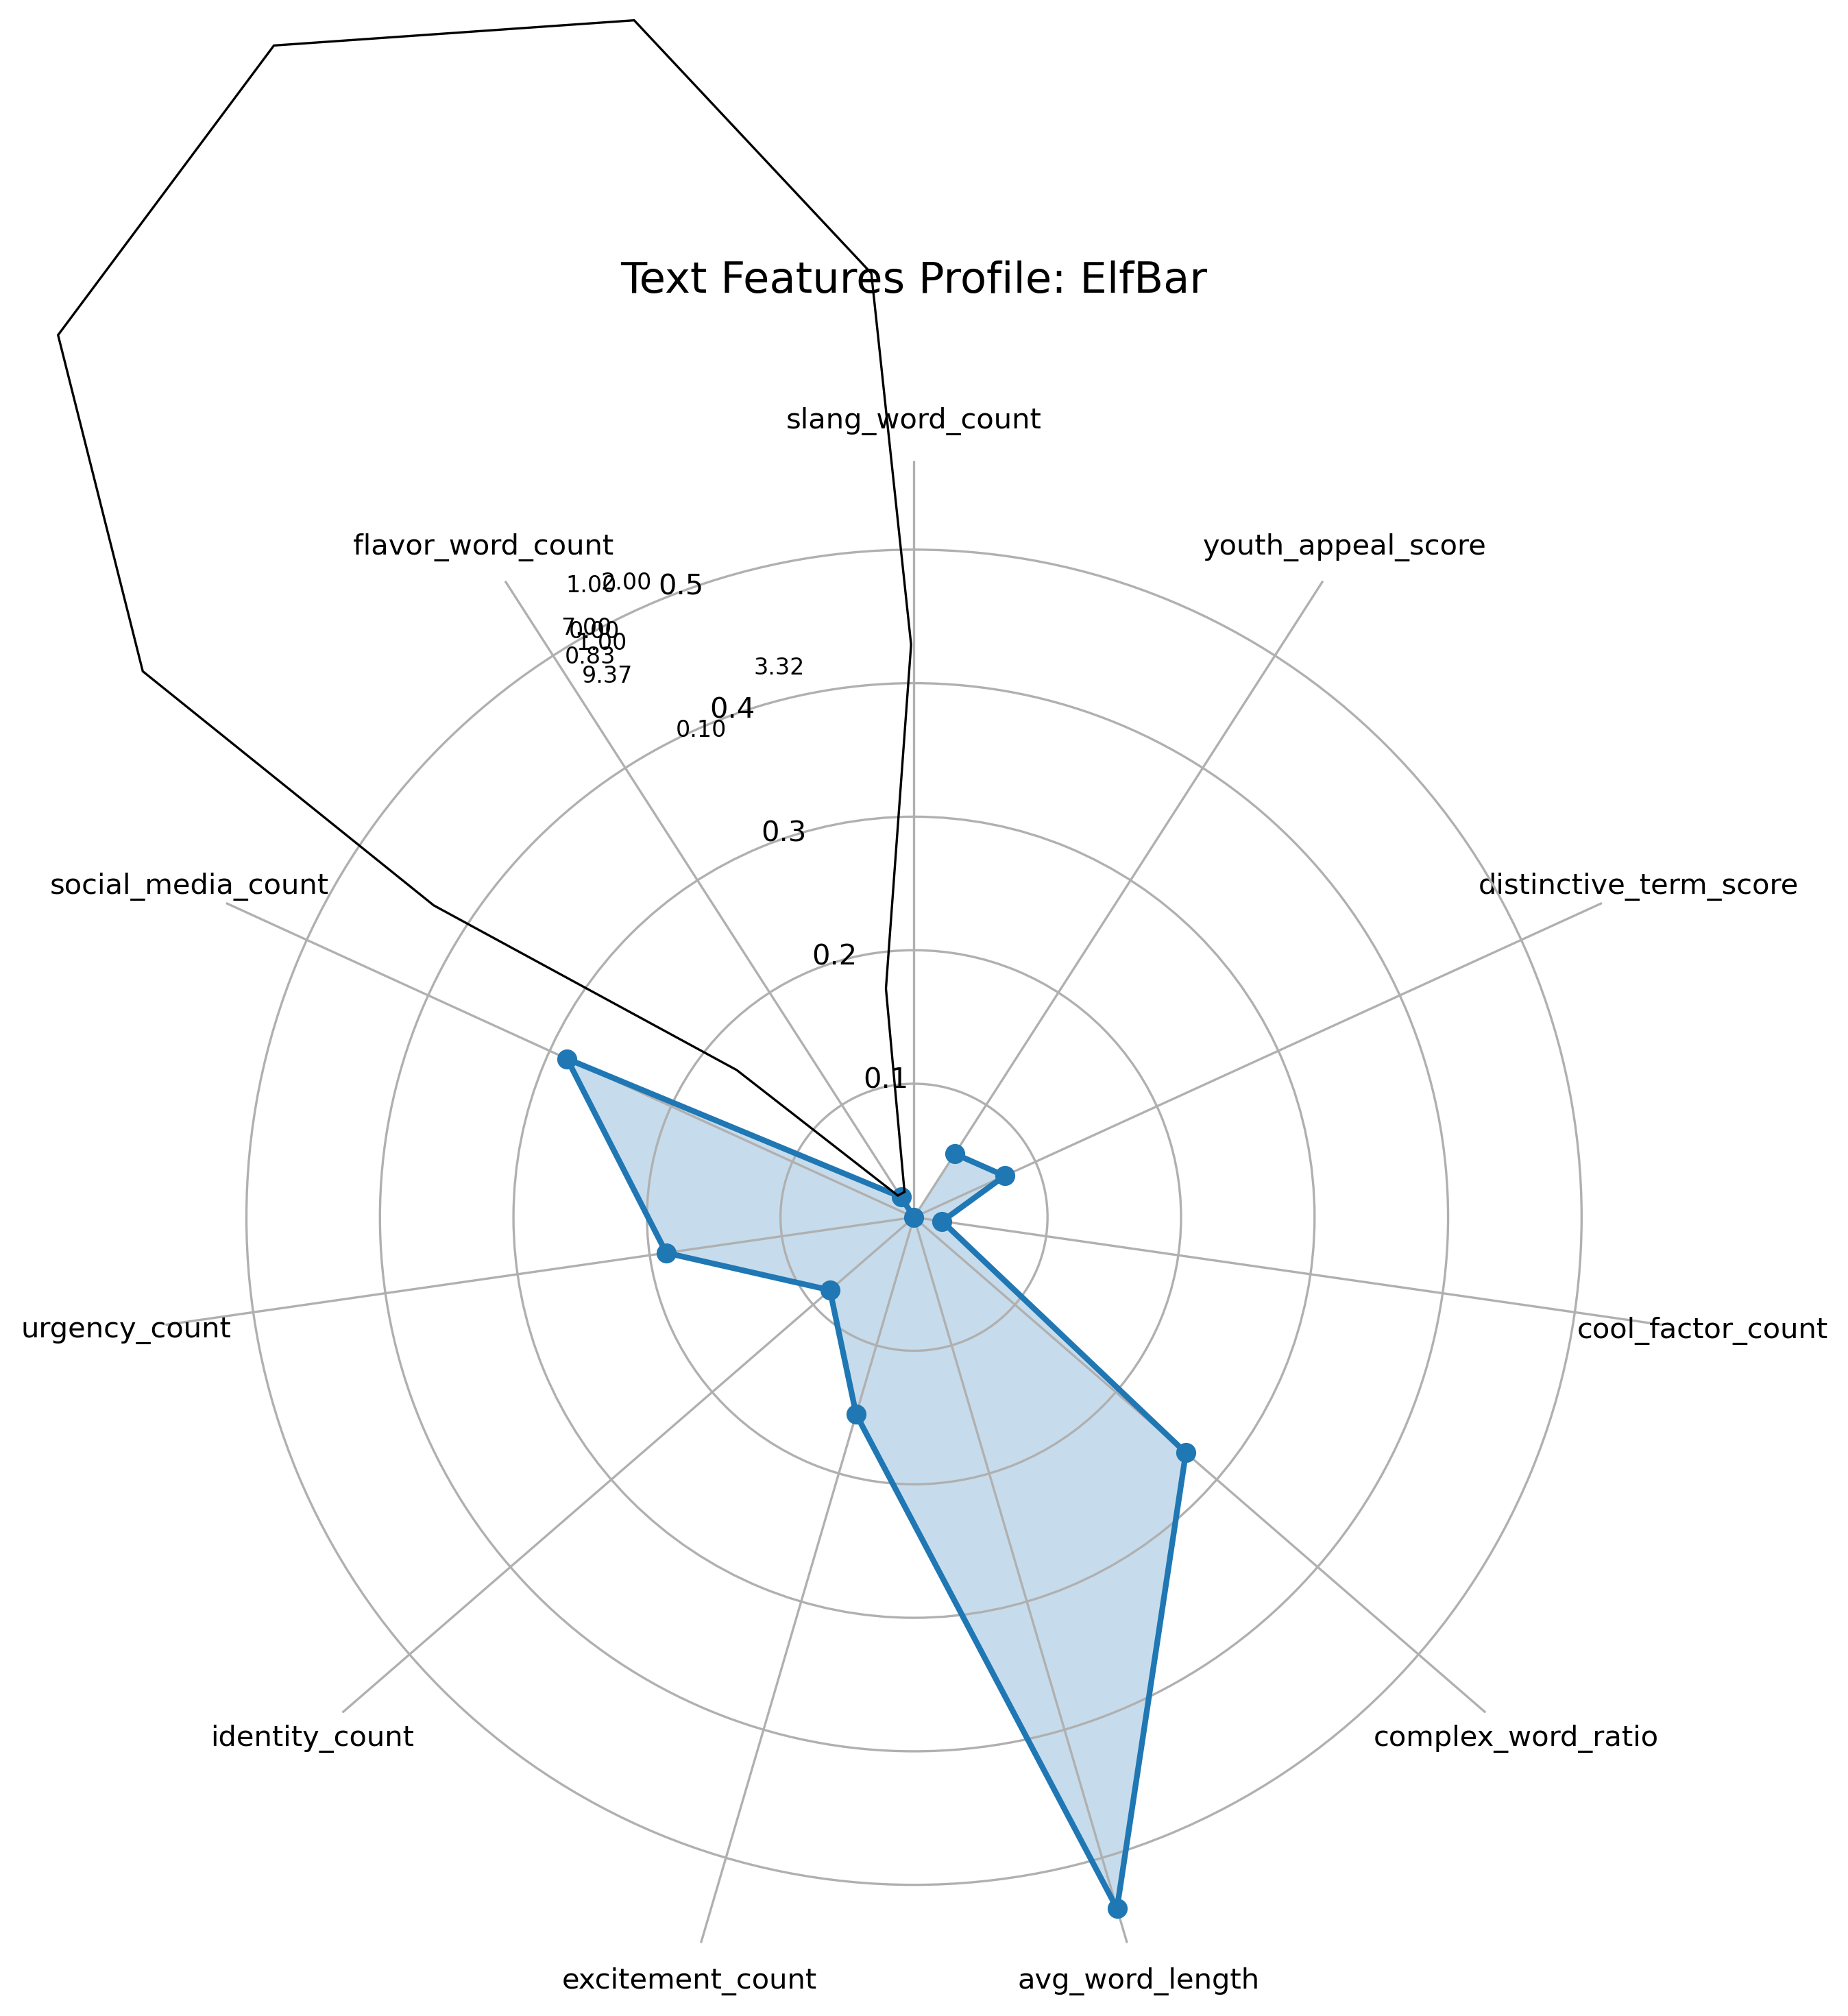 Text Features Profile: ElfBar
slang_word_count
flavor_word_count
youth_appeal_score
1.00
2.00
0.5
7.00
0.00
1.00
0.83
9.37
3.32
0.4
0.10
0.3
social_media_count
distinctive_term_score
0.2
0.1
urgency_count
cool_factor_count
identity_count
complex_word_ratio
excitement_count
avg_word_length